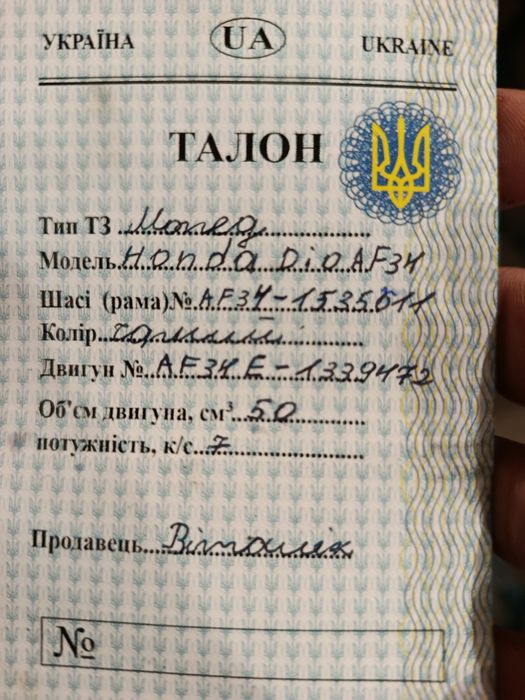 УКРАЇНА UA UKRAINE
ТАЛОН
Тип ТЗ Мопед
Модель Honda Dio AF34
Шасі (рама)№ AF34-1535611
Колір
Двигун № AF34E-1339472
Об'єм двигуна, см³ 50
потужність, к/с 7
Продавець Віталік
№